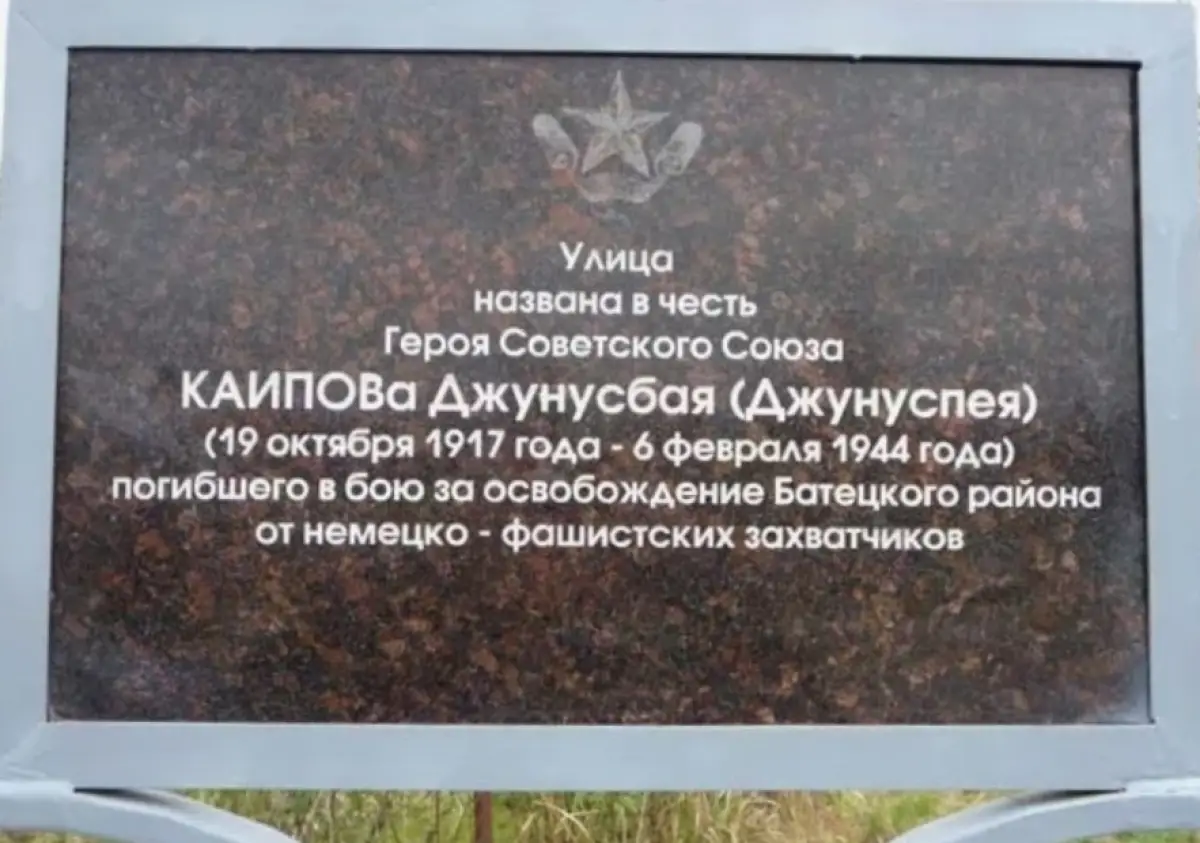 Улица
названа в честь
Героя Советского Союза
КАИПОВа Джунусбая (Джунуспея)
(19 октября 1917 года - 6 февраля 1944 года)
погибшего в бою за освобождение Батецкого района
от немецко - фашистских захватчиков